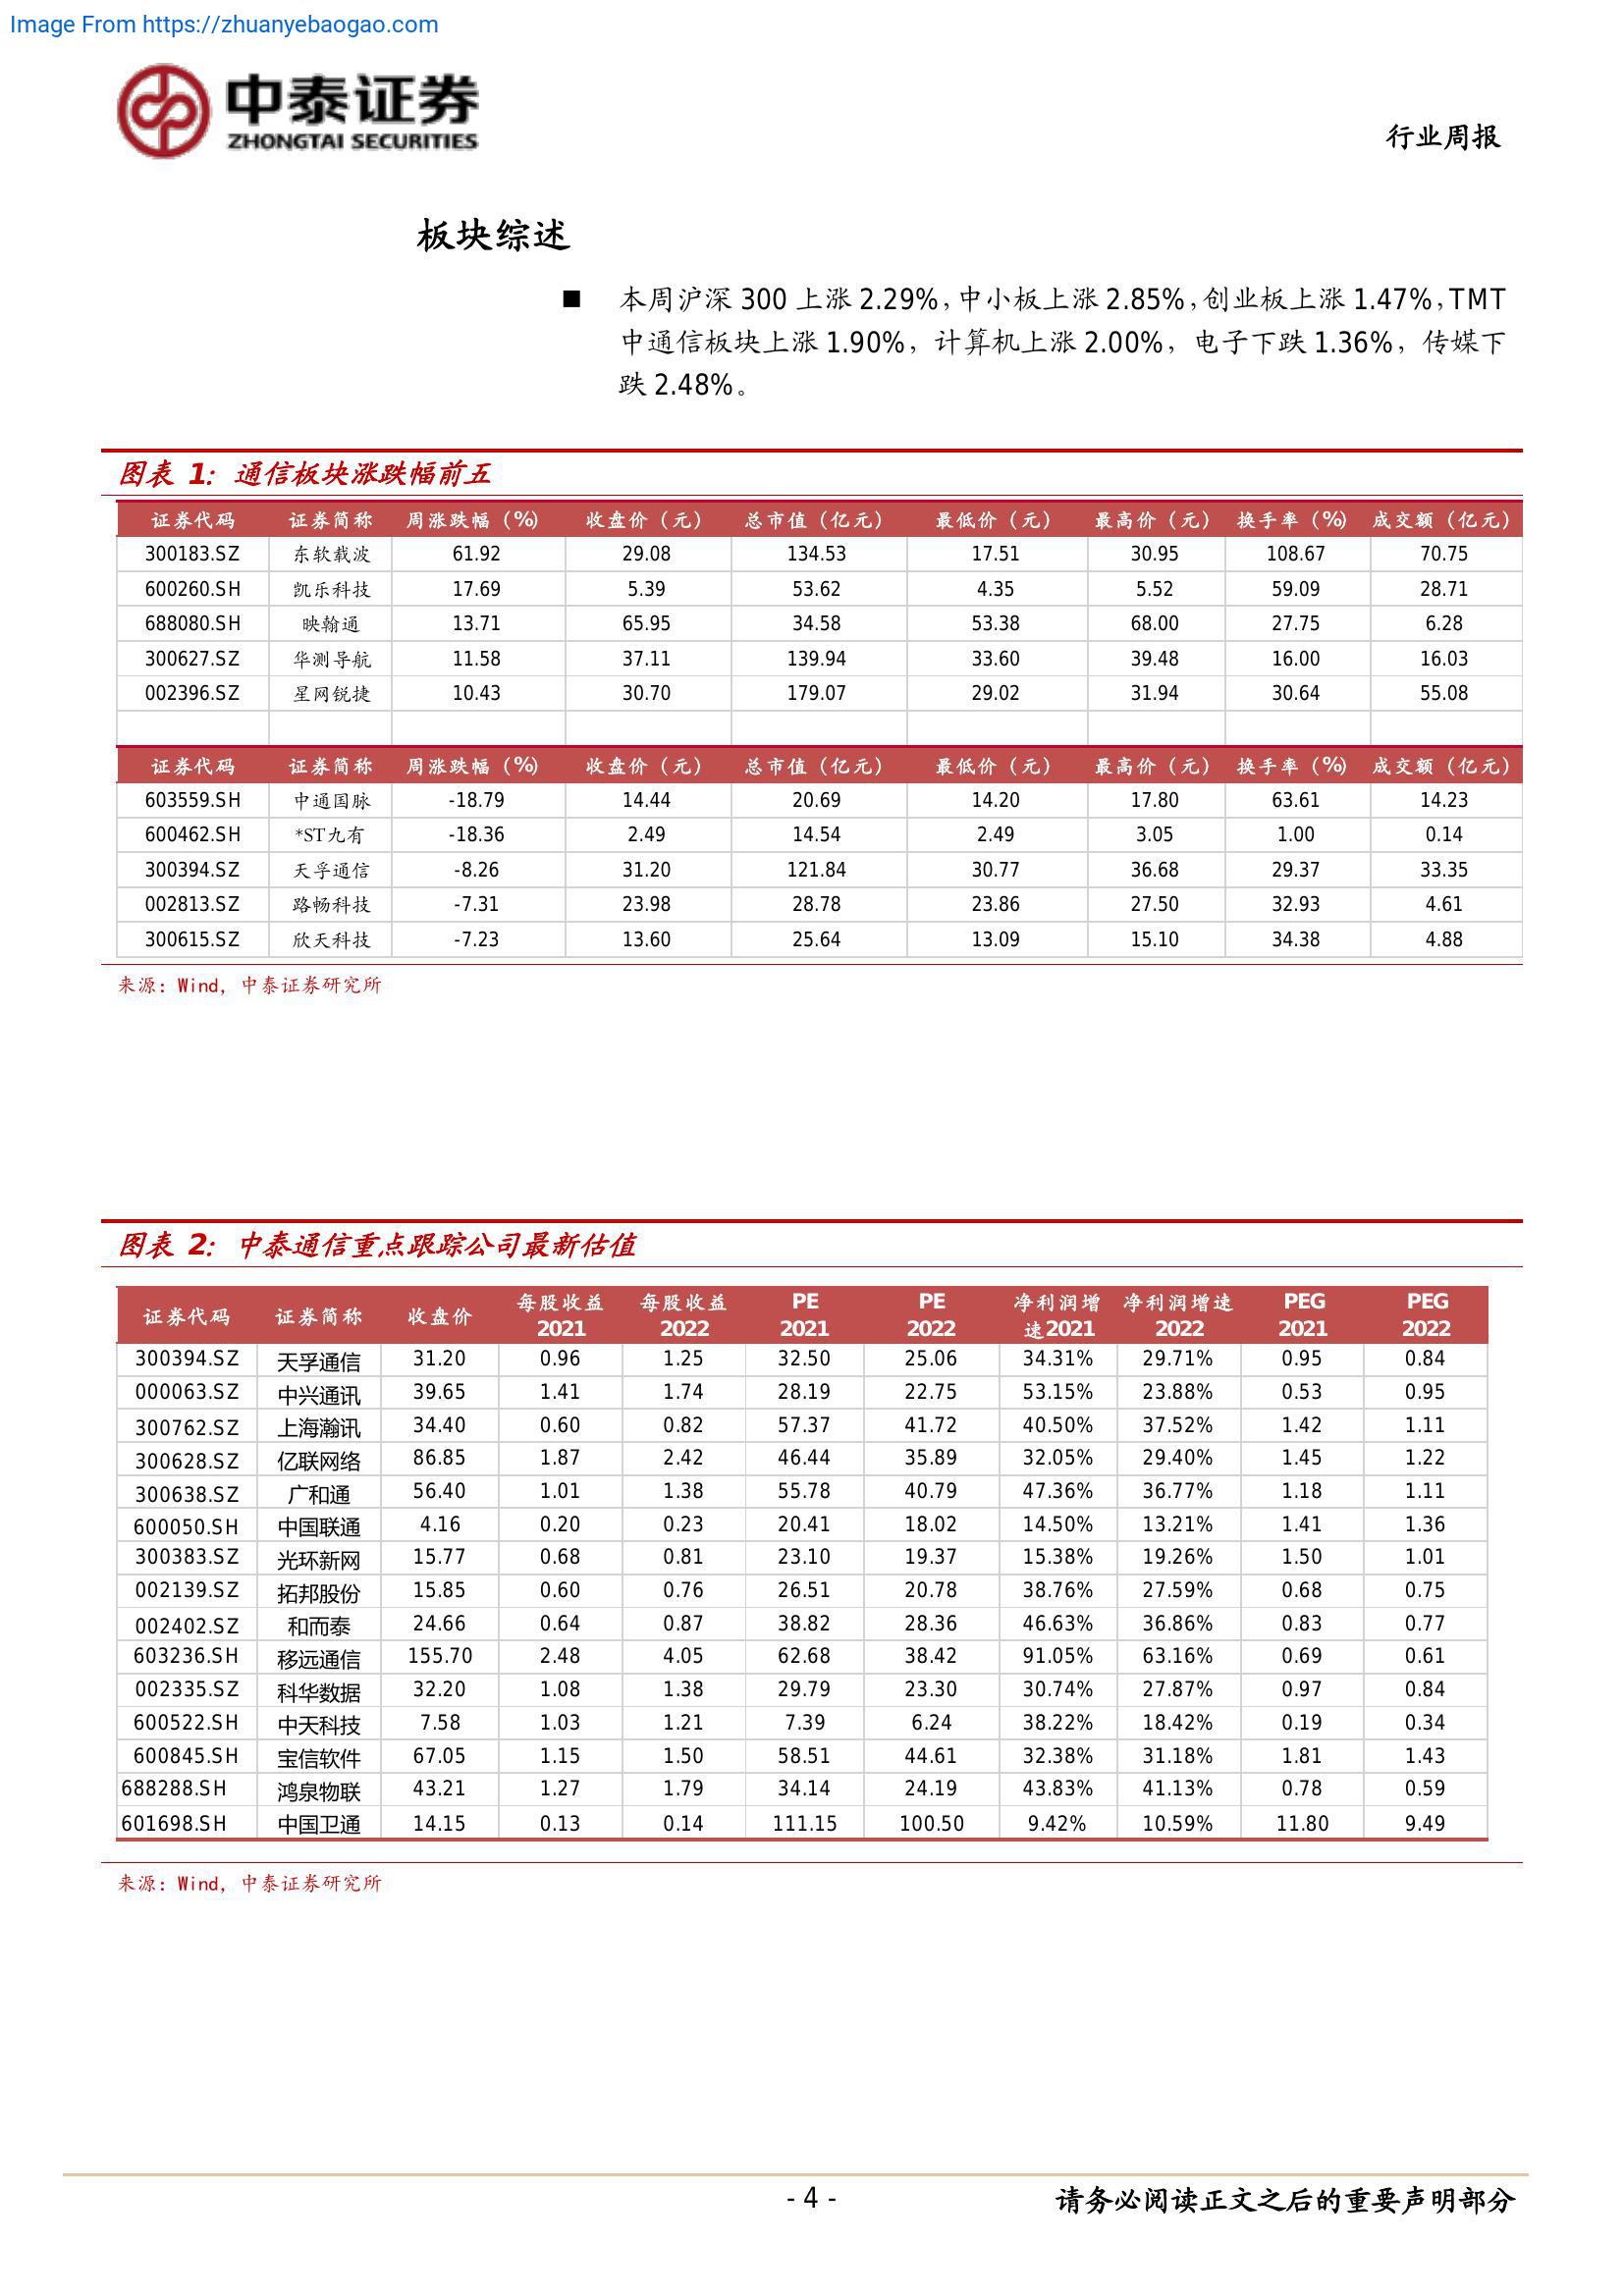 Image From https://zhuanyebaogao.com
中泰证券
ZHONGTAI SECURITIES
行业周报
板块综述
■ 本周沪深 300 上涨 2.29%，中小板上涨 2.85%，创业板上涨 1.47%，TMT
中通信板块上涨 1.90%，计算机上涨 2.00%，电子下跌 1.36%，传媒下
跌 2.48%。
图表 1：通信板块涨跌幅前五
证券代码 证券简称 周涨跌幅（%） 收盘价（元） 总市值（亿元） 最低价（元） 最高价（元） 换手率（%） 成交额（亿元）
300183.SZ 东软载波 61.92 29.08 134.53 17.51 30.95 108.67 70.75
600260.SH 凯乐科技 17.69 5.39 53.62 4.35 5.52 59.09 28.71
688080.SH 映翰通 13.71 65.95 34.58 53.38 68.00 27.75 6.28
300627.SZ 华测导航 11.58 37.11 139.94 33.60 39.48 16.00 16.03
002396.SZ 星网锐捷 10.43 30.70 179.07 29.02 31.94 30.64 55.08
证券代码 证券简称 周涨跌幅（%） 收盘价（元） 总市值（亿元） 最低价（元） 最高价（元） 换手率（%） 成交额（亿元）
603559.SH 中通国脉 -18.79 14.44 20.69 14.20 17.80 63.61 14.23
600462.SH *ST九有 -18.36 2.49 14.54 2.49 3.05 1.00 0.14
300394.SZ 天孚通信 -8.26 31.20 121.84 30.77 36.68 29.37 33.35
002813.SZ 路畅科技 -7.31 23.98 28.78 23.86 27.50 32.93 4.61
300615.SZ 欣天科技 -7.23 13.60 25.64 13.09 15.10 34.38 4.88
来源：Wind，中泰证券研究所
图表 2：中泰通信重点跟踪公司最新估值
证券代码 证券简称 收盘价 每股收益 每股收益 PE PE 净利润增 净利润增速 PEG PEG
2021 2022 2021 2022 速2021 2022 2021 2022
300394.SZ 天孚通信 31.20 0.96 1.25 32.50 25.06 34.31% 29.71% 0.95 0.84
000063.SZ 中兴通讯 39.65 1.41 1.74 28.19 22.75 53.15% 23.88% 0.53 0.95
300762.SZ 上海瀚讯 34.40 0.60 0.82 57.37 41.72 40.50% 37.52% 1.42 1.11
300628.SZ 亿联网络 86.85 1.87 2.42 46.44 35.89 32.05% 29.40% 1.45 1.22
300638.SZ 广和通 56.40 1.01 1.38 55.78 40.79 47.36% 36.77% 1.18 1.11
600050.SH 中国联通 4.16 0.20 0.23 20.41 18.02 14.50% 13.21% 1.41 1.36
300383.SZ 光环新网 15.77 0.68 0.81 23.10 19.37 15.38% 19.26% 1.50 1.01
002139.SZ 拓邦股份 15.85 0.60 0.76 26.51 20.78 38.76% 27.59% 0.68 0.75
002402.SZ 和而泰 24.66 0.64 0.87 38.82 28.36 46.63% 36.86% 0.83 0.77
603236.SH 移远通信 155.70 2.48 4.05 62.68 38.42 91.05% 63.16% 0.69 0.61
002335.SZ 科华数据 32.20 1.08 1.38 29.79 23.30 30.74% 27.87% 0.97 0.84
600522.SH 中天科技 7.58 1.03 1.21 7.39 6.24 38.22% 18.42% 0.19 0.34
600845.SH 宝信软件 67.05 1.15 1.50 58.51 44.61 32.38% 31.18% 1.81 1.43
688288.SH 鸿泉物联 43.21 1.27 1.79 34.14 24.19 43.83% 41.13% 0.78 0.59
601698.SH 中国卫通 14.15 0.13 0.14 111.15 100.50 9.42% 10.59% 11.80 9.49
来源：Wind，中泰证券研究所
- 4 -
请务必阅读正文之后的重要声明部分